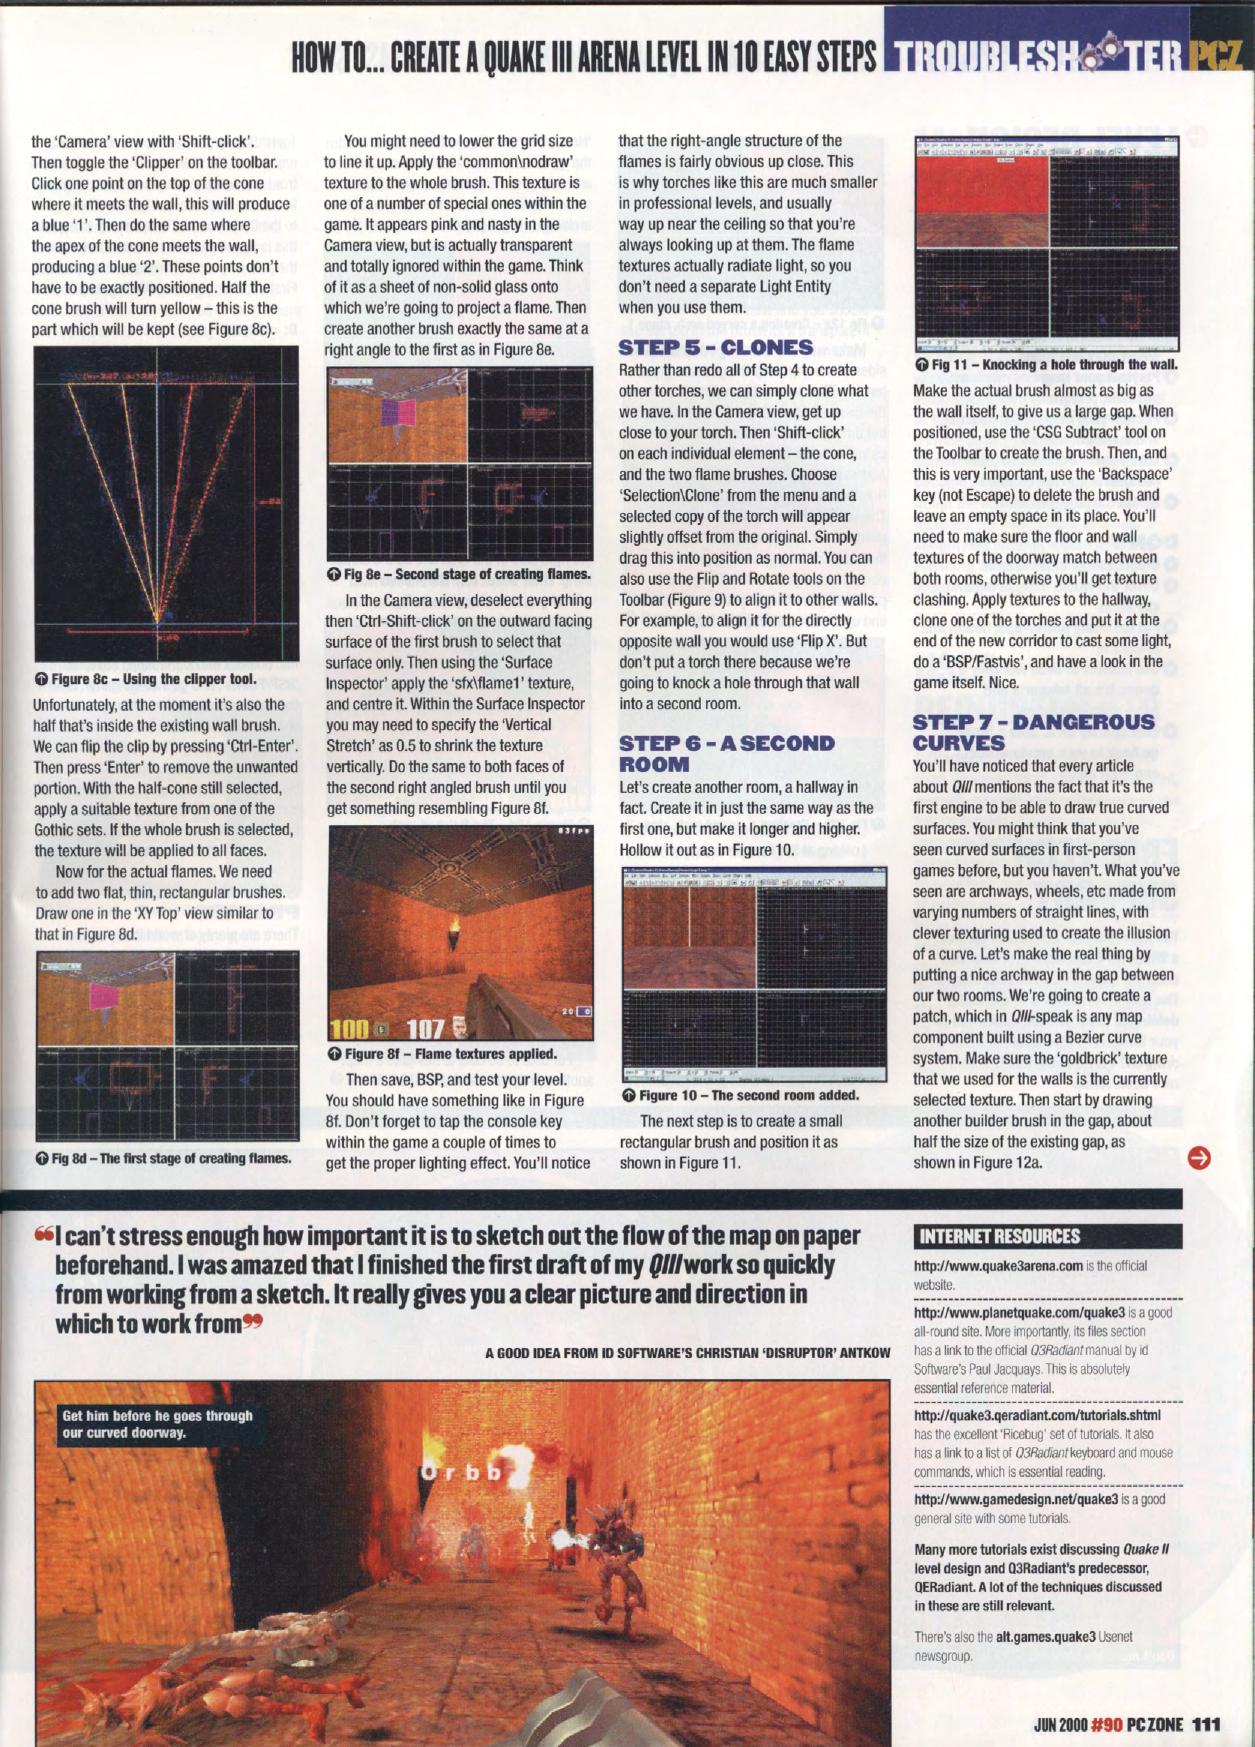 HOW TO... CREATE A QUAKE III ARENA LEVEL IN 10 EASY STEPS
TROUBLESHOOTER
PCZ
the ‘Camera’ view with ‘Shift-click’.
Then toggle the ‘Clipper’ on the toolbar.
Click one point on the top of the cone
where it meets the wall, this will produce
a blue ‘1’. Then do the same where
the apex of the cone meets the wall,
producing a blue ‘2’. These points don’t
have to be exactly positioned. Half the
cone brush will turn yellow – this is the
part which will be kept (see Figure 8c).
Figure 8c – Using the clipper tool.
Unfortunately, at the moment it’s also the
half that’s inside the existing wall brush.
We can flip the clip by pressing ‘Ctrl-Enter’.
Then press ‘Enter’ to remove the unwanted
portion. With the half-cone still selected,
apply a suitable texture from one of the
Gothic sets. If the whole brush is selected,
the texture will be applied to all faces.
Now for the actual flames. We need
to add two flat, thin, rectangular brushes.
Draw one in the ‘XY Top’ view similar to
that in Figure 8d.
Fig 8d – The first stage of creating flames.
You might need to lower the grid size
to line it up. Apply the ‘common\nodraw’
texture to the whole brush. This texture is
one of a number of special ones within the
game. It appears pink and nasty in the
Camera view, but is actually transparent
and totally ignored within the game. Think
of it as a sheet of non-solid glass onto
which we’re going to project a flame. Then
create another brush exactly the same at a
right angle to the first as in Figure 8e.
Fig 8e – Second stage of creating flames.
In the Camera view, deselect everything
then ‘Ctrl-Shift-click’ on the outward facing
surface of the first brush to select that
surface only. Then using the ‘Surface
Inspector’ apply the ‘sfx\flame1’ texture,
and centre it. Within the Surface Inspector
you may need to specify the ‘Vertical
Stretch’ as 0.5 to shrink the texture
vertically. Do the same to both faces of
the second right angled brush until you
get something resembling Figure 8f.
83fps
20
0
100
107
Figure 8f – Flame textures applied.
Then save, BSP, and test your level.
You should have something like in Figure
8f. Don’t forget to tap the console key
within the game a couple of times to
get the proper lighting effect. You’ll notice
that the right-angle structure of the
flames is fairly obvious up close. This
is why torches like this are much smaller
in professional levels, and usually
way up near the ceiling so that you’re
always looking up at them. The flame
textures actually radiate light, so you
don’t need a separate Light Entity
when you use them.
STEP 5 – CLONES
Rather than redo all of Step 4 to create
other torches, we can simply clone what
we have. In the Camera view, get up
close to your torch. Then ‘Shift-click’
on each individual element – the cone,
and the two flame brushes. Choose
‘Selection\Clone’ from the menu and a
selected copy of the torch will appear
slightly offset from the original. Simply
drag this into position as normal. You can
also use the Flip and Rotate tools on the
Toolbar (Figure 9) to align it to other walls.
For example, to align it for the directly
opposite wall you would use ‘Flip X’. But
don’t put a torch there because we’re
going to knock a hole through that wall
into a second room.
STEP 6 – A SECOND
ROOM
Let’s create another room, a hallway in
fact. Create it in just the same way as the
first one, but make it longer and higher.
Hollow it out as in Figure 10.
Figure 10 – The second room added.
The next step is to create a small
rectangular brush and position it as
shown in Figure 11.
Fig 11 – Knocking a hole through the wall.
Make the actual brush almost as big as
the wall itself, to give us a large gap. When
positioned, use the ‘CSG Subtract’ tool on
the Toolbar to create the brush. Then, and
this is very important, use the ‘Backspace’
key (not Escape) to delete the brush and
leave an empty space in its place. You’ll
need to make sure the floor and wall
textures of the doorway match between
both rooms, otherwise you’ll get texture
clashing. Apply textures to the hallway,
clone one of the torches and put it at the
end of the new corridor to cast some light,
do a ‘BSP/Fastvis’, and have a look in the
game itself. Nice.
STEP 7 – DANGEROUS
CURVES
You’ll have noticed that every article
about QIII mentions the fact that it’s the
first engine to be able to draw true curved
surfaces. You might think that you’ve
seen curved surfaces in first-person
games before, but you haven’t. What you’ve
seen are archways, wheels, etc made from
varying numbers of straight lines, with
clever texturing used to create the illusion
of a curve. Let’s make the real thing by
putting a nice archway in the gap between
our two rooms. We’re going to create a
patch, which in QIII-speak is any map
component built using a Bezier curve
system. Make sure the ‘goldbrick’ texture
that we used for the walls is the currently
selected texture. Then start by drawing
another builder brush in the gap, about
half the size of the existing gap, as
shown in Figure 12a.
“I can’t stress enough how important it is to sketch out the flow of the map on paper
beforehand. I was amazed that I finished the first draft of my QIII work so quickly
from working from a sketch. It really gives you a clear picture and direction in
which to work from”
A GOOD IDEA FROM ID SOFTWARE’S CHRISTIAN ‘DISRUPTOR’ ANTKOW
Get him before he goes through
our curved doorway.
Orbb
INTERNET RESOURCES
http://www.quake3arena.com is the official
website.
http://www.planetquake.com/quake3 is a good
all-round site. More importantly, its files section
has a link to the official Q3Radiant manual by id
Software’s Paul Jacquays. This is absolutely
essential reference material.
http://quake3.qeradiant.com/tutorials.shtml
has the excellent ‘Ricebug’ set of tutorials. It also
has a link to a list of Q3Radiant keyboard and mouse
commands, which is essential reading.
http://www.gamedesign.net/quake3 is a good
general site with some tutorials.
Many more tutorials exist discussing Quake II
level design and Q3Radiant’s predecessor,
QERadiant. A lot of the techniques discussed
in these are still relevant.
There’s also the alt.games.quake3 Usenet
newsgroup.
JUN 2000 #90 PC ZONE 111